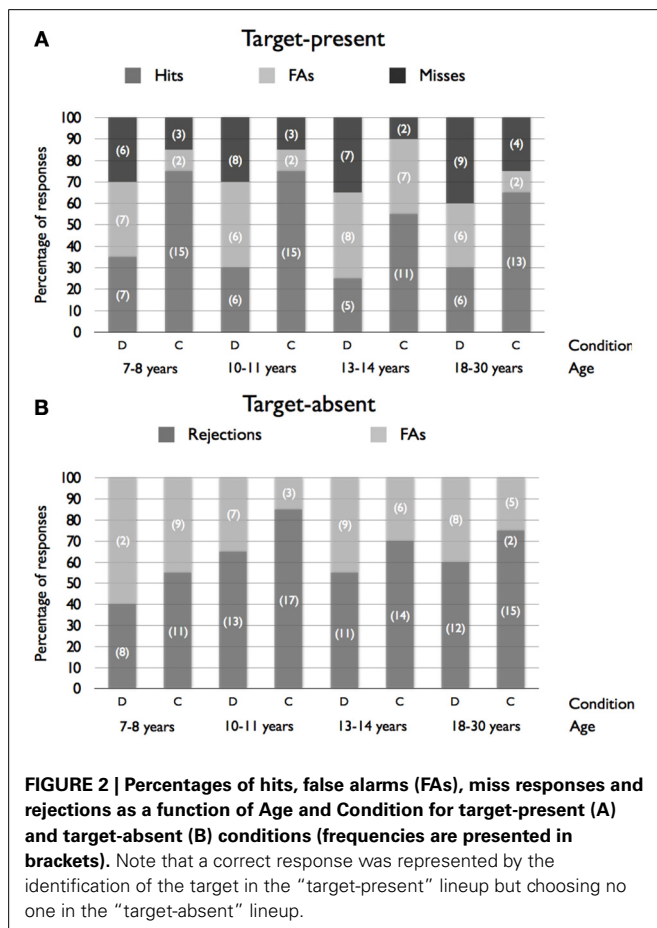 A
Target-present
Hits FAs Misses
Percentage of responses
100
90
80
70
60
50
40
30
20
10
0
(6) (3) (8) (3) (7) (2) (9) (4)
(7) (2) (6) (2) (8) (7) (6) (2)
(7) (15) (6) (15) (5) (11) (6) (13)
D C D C D C D C Condition
7-8 years 10-11 years 13-14 years 18-30 years Age
B
Target-absent
Rejections FAs
Percentage of responses
100
90
80
70
60
50
40
30
20
10
0
(2) (9) (7) (3) (9) (6) (8) (5)
(2)
(8) (11) (13) (17) (11) (14) (12) (15)
D C D C D C D C Condition
7-8 years 10-11 years 13-14 years 18-30 years Age
FIGURE 2 | Percentages of hits, false alarms (FAs), miss responses and
rejections as a function of Age and Condition for target-present (A)
and target-absent (B) conditions (frequencies are presented in
brackets). Note that a correct response was represented by the
identification of the target in the “target-present” lineup but choosing no
one in the “target-absent” lineup.